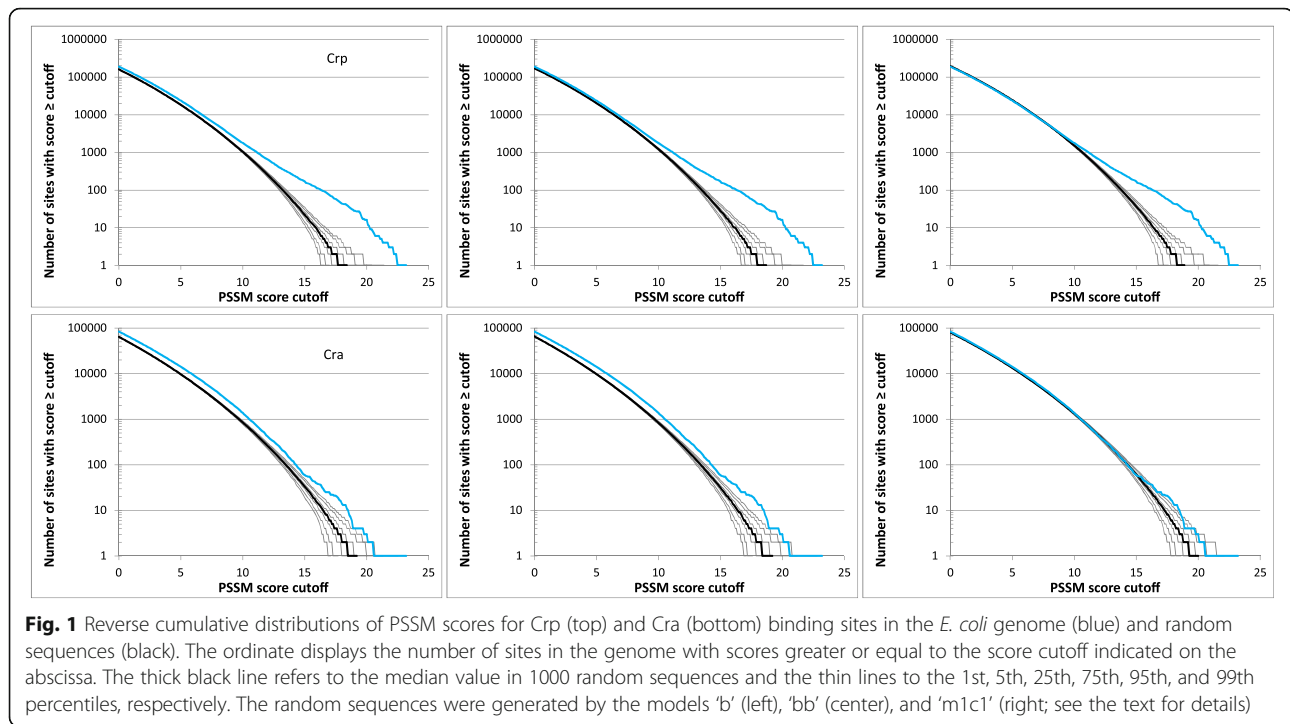 1000000
100000
10000
1000
100
10
1
Number of sites with score ≥ cutoff
Crp
0 5 10 15 20 25
PSSM score cutoff
1000000
100000
10000
1000
100
10
1
Number of sites with score ≥ cutoff
0 5 10 15 20 25
PSSM score cutoff
1000000
100000
10000
1000
100
10
1
Number of sites with score ≥ cutoff
0 5 10 15 20 25
PSSM score cutoff
100000
10000
1000
100
10
1
Number of sites with score ≥ cutoff
Cra
0 5 10 15 20 25
PSSM score cutoff
100000
10000
1000
100
10
1
Number of sites with score ≥ cutoff
0 5 10 15 20 25
PSSM score cutoff
100000
10000
1000
100
10
1
Number of sites with score ≥ cutoff
0 5 10 15 20 25
PSSM score cutoff
Fig. 1 Reverse cumulative distributions of PSSM scores for Crp (top) and Cra (bottom) binding sites in the E. coli genome (blue) and random
sequences (black). The ordinate displays the number of sites in the genome with scores greater or equal to the score cutoff indicated on the
abscissa. The thick black line refers to the median value in 1000 random sequences and the thin lines to the 1st, 5th, 25th, 75th, 95th, and 99th
percentiles, respectively. The random sequences were generated by the models ‘b’ (left), ‘bb’ (center), and ‘m1c1’ (right; see the text for details)